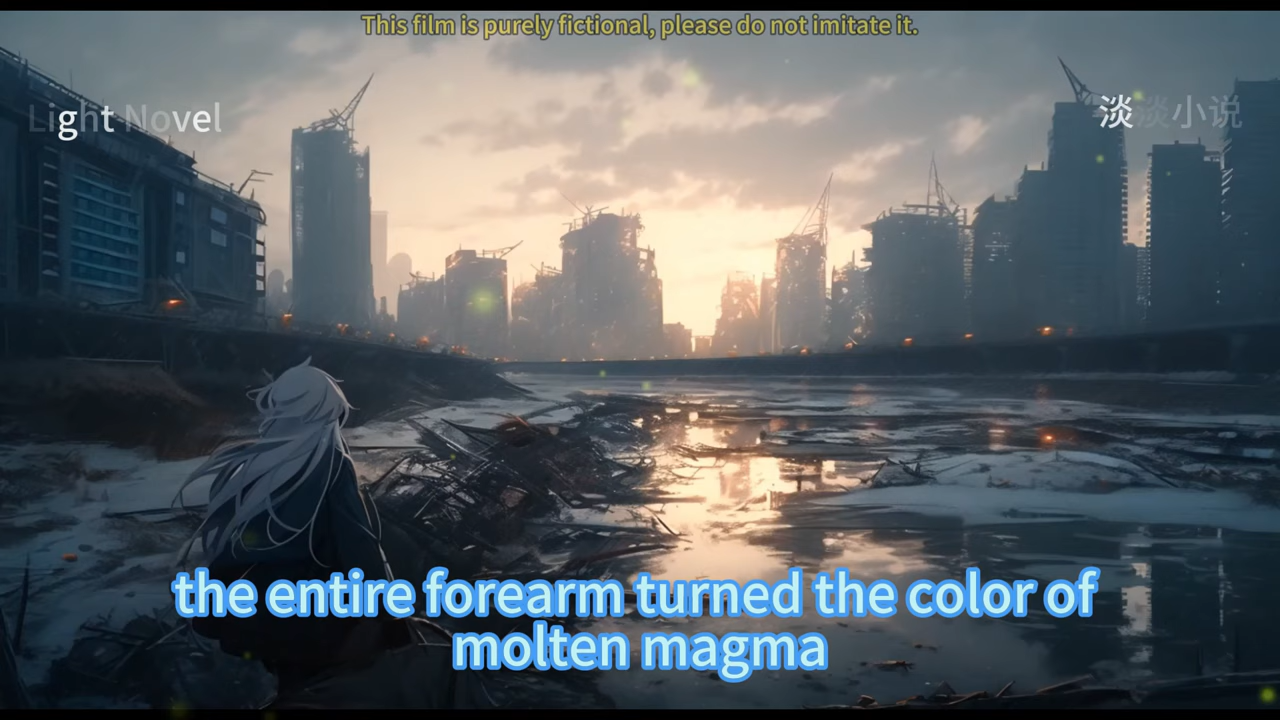 This film is purely fictional, please do not imitate it.
Light Novel
淡淡小说
the entire forearm turned the color of
molten magma